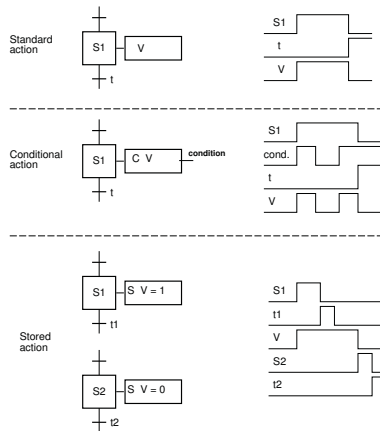 Standard
action
S1
V
t
S1
t
V
Conditional
action
S1
C V
condition
t
S1
cond.
t
V
Stored
action
S1
S V = 1
t1
S2
S V = 0
t2
S1
t1
V
S2
t2